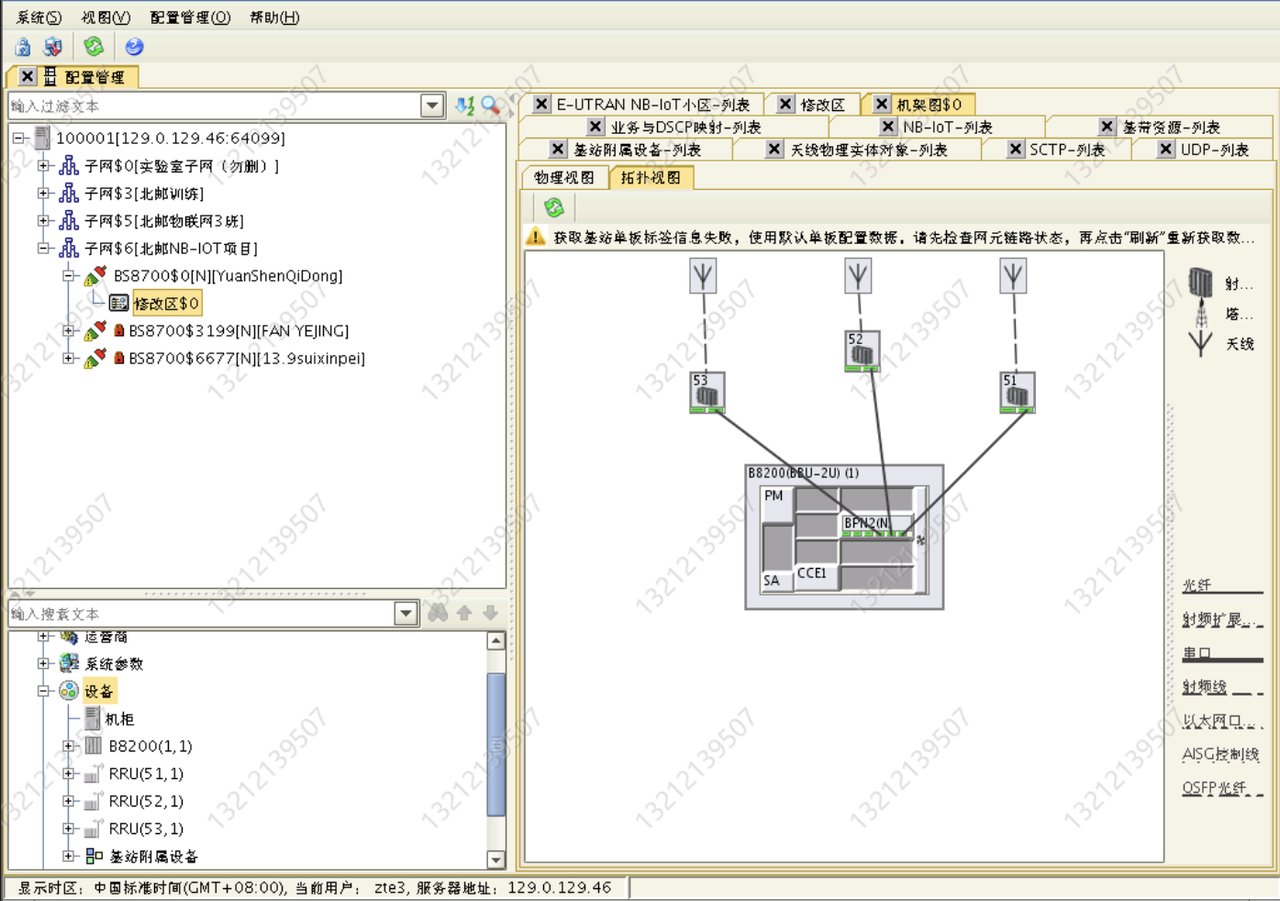 系统(S) 视图(V) 配置管理(O) 帮助(H)
配置管理
输入过滤文本
100001[129.0.129.46:64099]
子网$0[实验室子网（勿删）]
子网$3[北邮训练]
子网$5[北邮物联网3班]
子网$6[北邮NB-IOT项目]
BS8700$0[N][YuanShenQiDong]
修改区$0
BS8700$3199[N][FAN YEJING]
BS8700$6677[N][13.9suixinpei]
输入搜索文本
运营商
系统参数
设备
机柜
B8200(1,1)
RRU(51,1)
RRU(52,1)
RRU(53,1)
基站附属设备
E-UTRAN NB-IoT小区-列表 修改区 机架图$0
业务与DSCP映射-列表 NB-IoT-列表 基带资源-列表
基站附属设备-列表 天线物理实体对象-列表 SCTP-列表 UDP-列表
物理视图 拓扑视图
获取基站单板标签信息失败，使用默认单板配置数据。请先检查网元链路状态，再点击“刷新”重新获取数...
52
53 51
B8200(BBU-2U) (1)
PM
BPN2(N
SA CCE1
射...
塔...
天线
光纤
射频扩展...
串口
射频线
以太网口...
AISG控制线
QSFP光纤
显示时区: 中国标准时间(GMT+08:00), 当前用户: zte3, 服务器地址: 129.0.129.46
13212139507